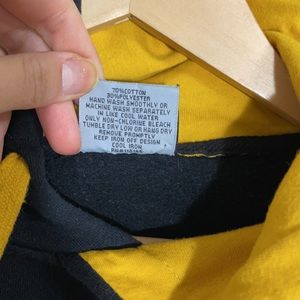 70%COTTON
30%POLYESTER
HAND WASH SMOOTHLY OR
MACHINE WASH SEPARATELY
IN LIKE COOL WATER
ONLY NON-CHLORINE BLEACH
TUMBLE DRY LOW OR HANG DRY
REMOVE PROMPTLY
KEEP IRON OFF DESIGN
COOL IRON